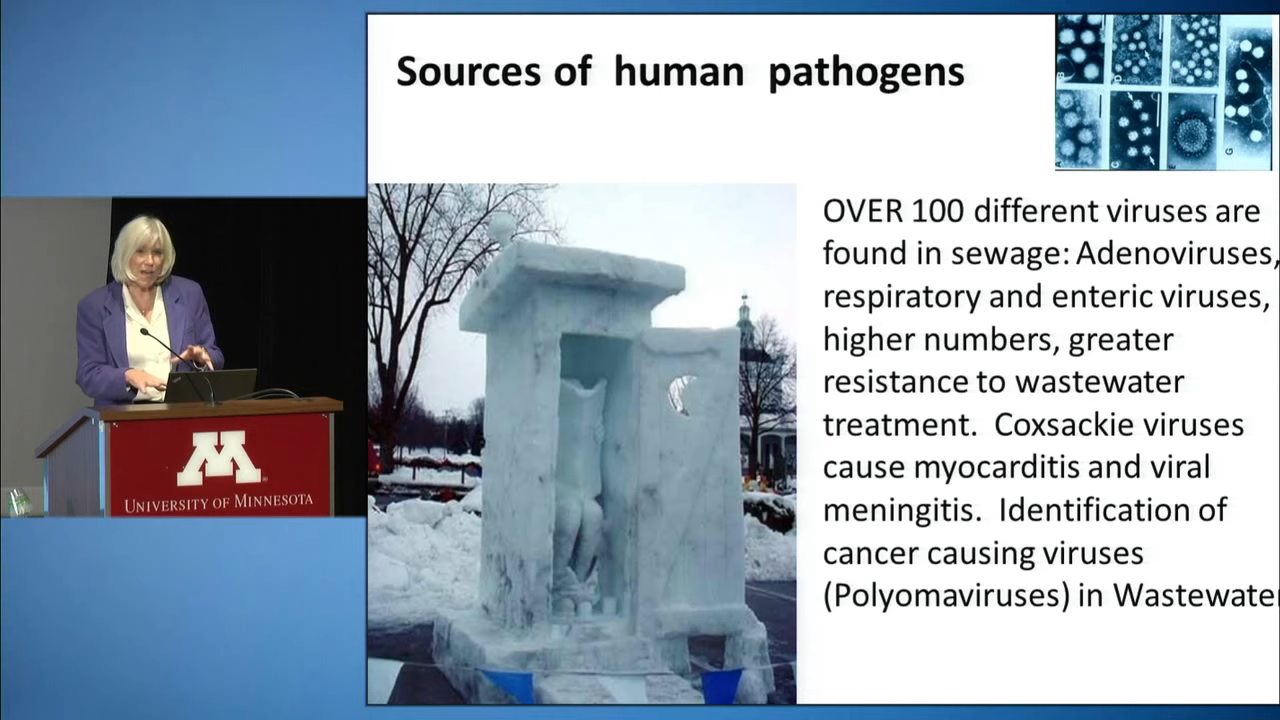 Sources of human pathogens
OVER 100 different viruses are
found in sewage: Adenoviruses,
respiratory and enteric viruses,
higher numbers, greater
resistance to wastewater
treatment. Coxsackie viruses
cause myocarditis and viral
meningitis. Identification of
cancer causing viruses
(Polyomaviruses) in Wastewater
M
UNIVERSITY OF MINNESOTA